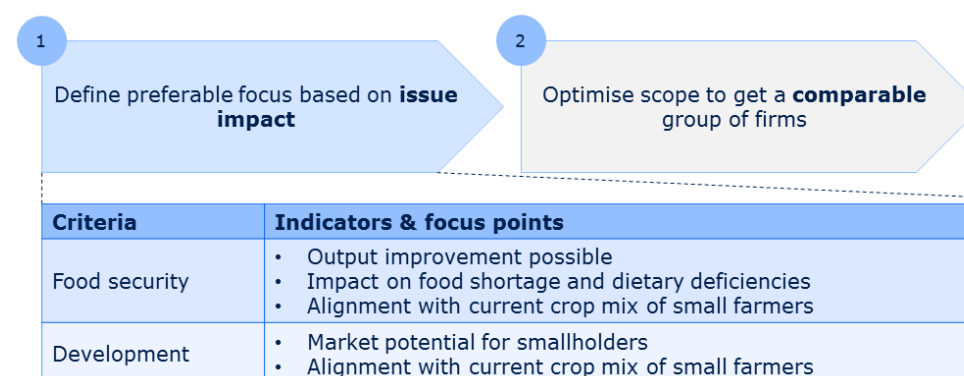 1
Define preferable focus based on issue
impact
2
Optimise scope to get a comparable
group of firms
Criteria
Indicators & focus points
Food security
• Output improvement possible
• Impact on food shortage and dietary deficiencies
• Alignment with current crop mix of small farmers
Development
• Market potential for smallholders
• Alignment with current crop mix of small farmers